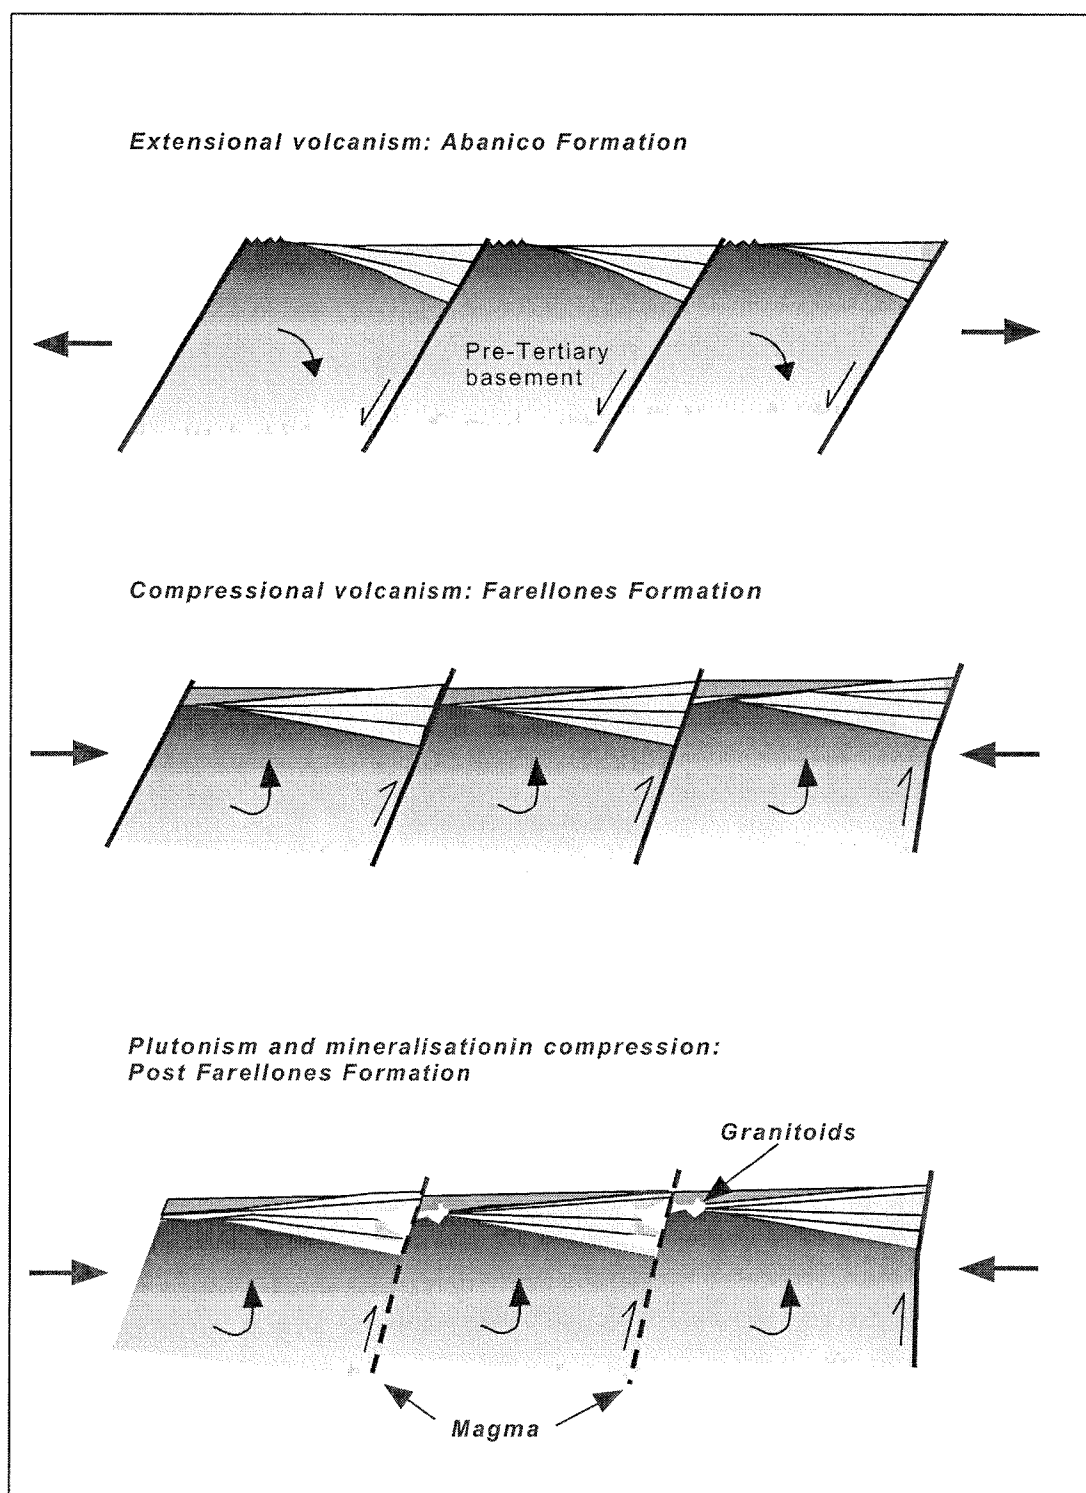 Extensional volcanism: Abanico Formation
Pre-Tertiary
basement
Compressional volcanism: Farellones Formation
Plutonism and mineralisationin compression:
Post Farellones Formation
Granitoids
Magma